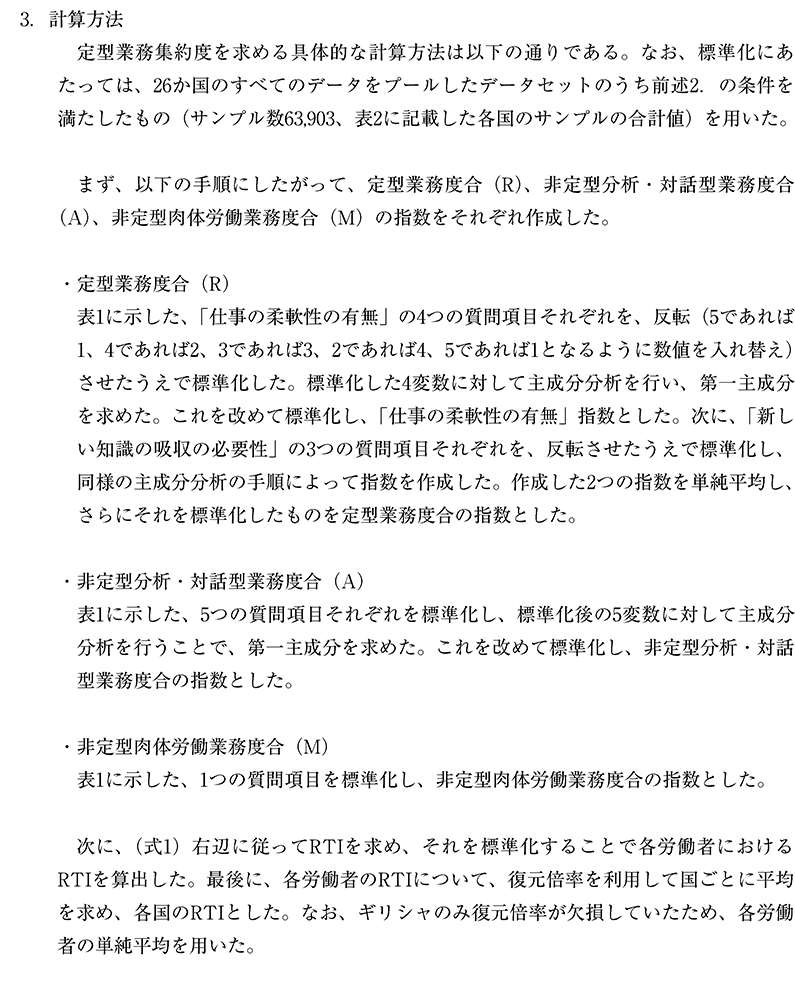 3. 計算方法
定型業務集約度を求める具体的な計算方法は以下の通りである。なお、標準化にあ
たっては、26か国のすべてのデータをプールしたデータセットのうち前述2. の条件を
満たしたもの（サンプル数63,903、表2に記載した各国のサンプルの合計値）を用いた。
まず、以下の手順にしたがって、定型業務度合（R）、非定型分析・対話型業務度合
（A）、非定型肉体労働業務度合（M）の指数をそれぞれ作成した。
・定型業務度合（R）
表1に示した、「仕事の柔軟性の有無」の4つの質問項目それぞれを、反転（5であれば
1、4であれば2、3であれば3、2であれば4、5であれば1となるように数値を入れ替え）
させたうえで標準化した。標準化した4変数に対して主成分分析を行い、第一主成分
を求めた。これを改めて標準化し、「仕事の柔軟性の有無」指数とした。次に、「新し
い知識の吸収の必要性」の3つの質問項目それぞれを、反転させたうえで標準化し、
同様の主成分分析の手順によって指数を作成した。作成した2つの指数を単純平均し、
さらにそれを標準化したものを定型業務度合の指数とした。
・非定型分析・対話型業務度合（A）
表1に示した、5つの質問項目それぞれを標準化し、標準化後の5変数に対して主成分
分析を行うことで、第一主成分を求めた。これを改めて標準化し、非定型分析・対話
型業務度合の指数とした。
・非定型肉体労働業務度合（M）
表1に示した、1つの質問項目を標準化し、非定型肉体労働業務度合の指数とした。
次に、（式1）右辺に従ってRTIを求め、それを標準化することで各労働者における
RTIを算出した。最後に、各労働者のRTIについて、復元倍率を利用して国ごとに平均
を求め、各国のRTIとした。なお、ギリシャのみ復元倍率が欠損していたため、各労働
者の単純平均を用いた。